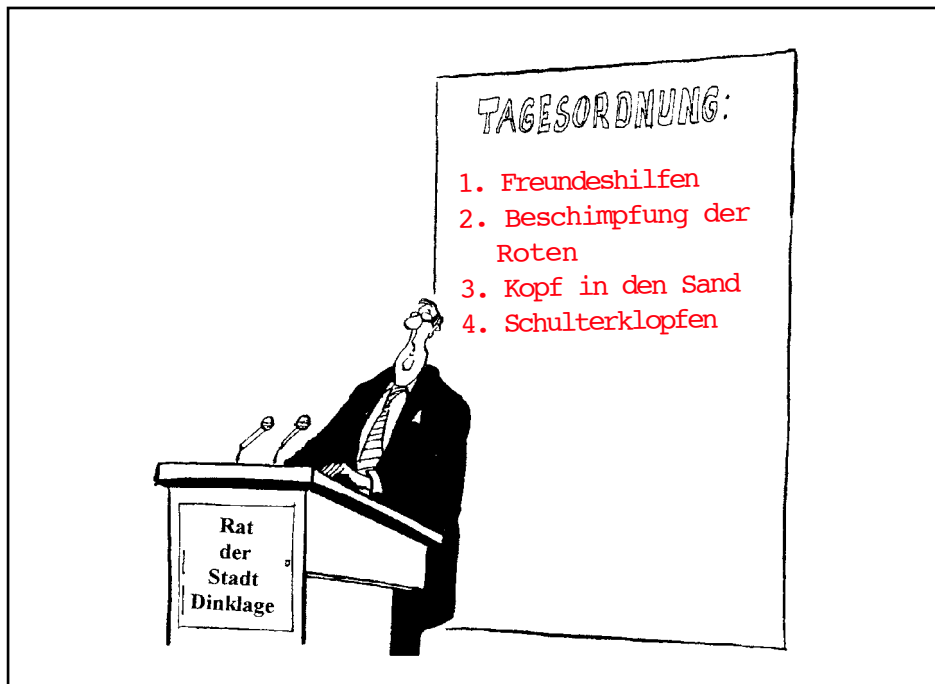 TAGESORDNUNG:
1. Freundeshilfen
2. Beschimpfung der
Roten
3. Kopf in den Sand
4. Schulterklopfen
Rat
der
Stadt
Dinklage